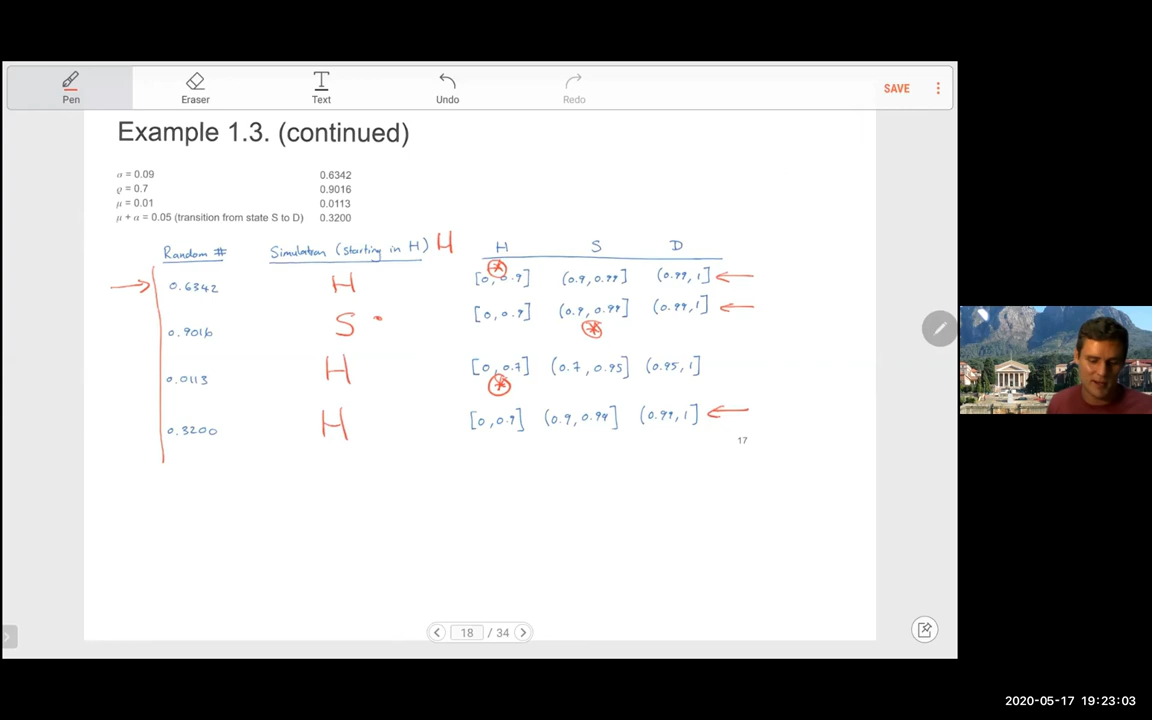 Pen Eraser Text Undo Redo SAVE
Example 1.3. (continued)
σ = 0.09 0.6342
ϱ = 0.7 0.9016
μ = 0.01 0.0113
μ + α = 0.05 (transition from state S to D) 0.3200
Random # Simulation (starting in H) H H S D
0.6342 H [0, 0.9] (0.9, 0.99] (0.99, 1]
0.9016 S [0, 0.9] (0.9, 0.99] (0.99, 1]
0.0113 H [0, 0.7] (0.7, 0.95] (0.95, 1]
0.3200 H [0, 0.9] (0.9, 0.99] (0.99, 1]
17
18 / 34
2020-05-17 19:23:03